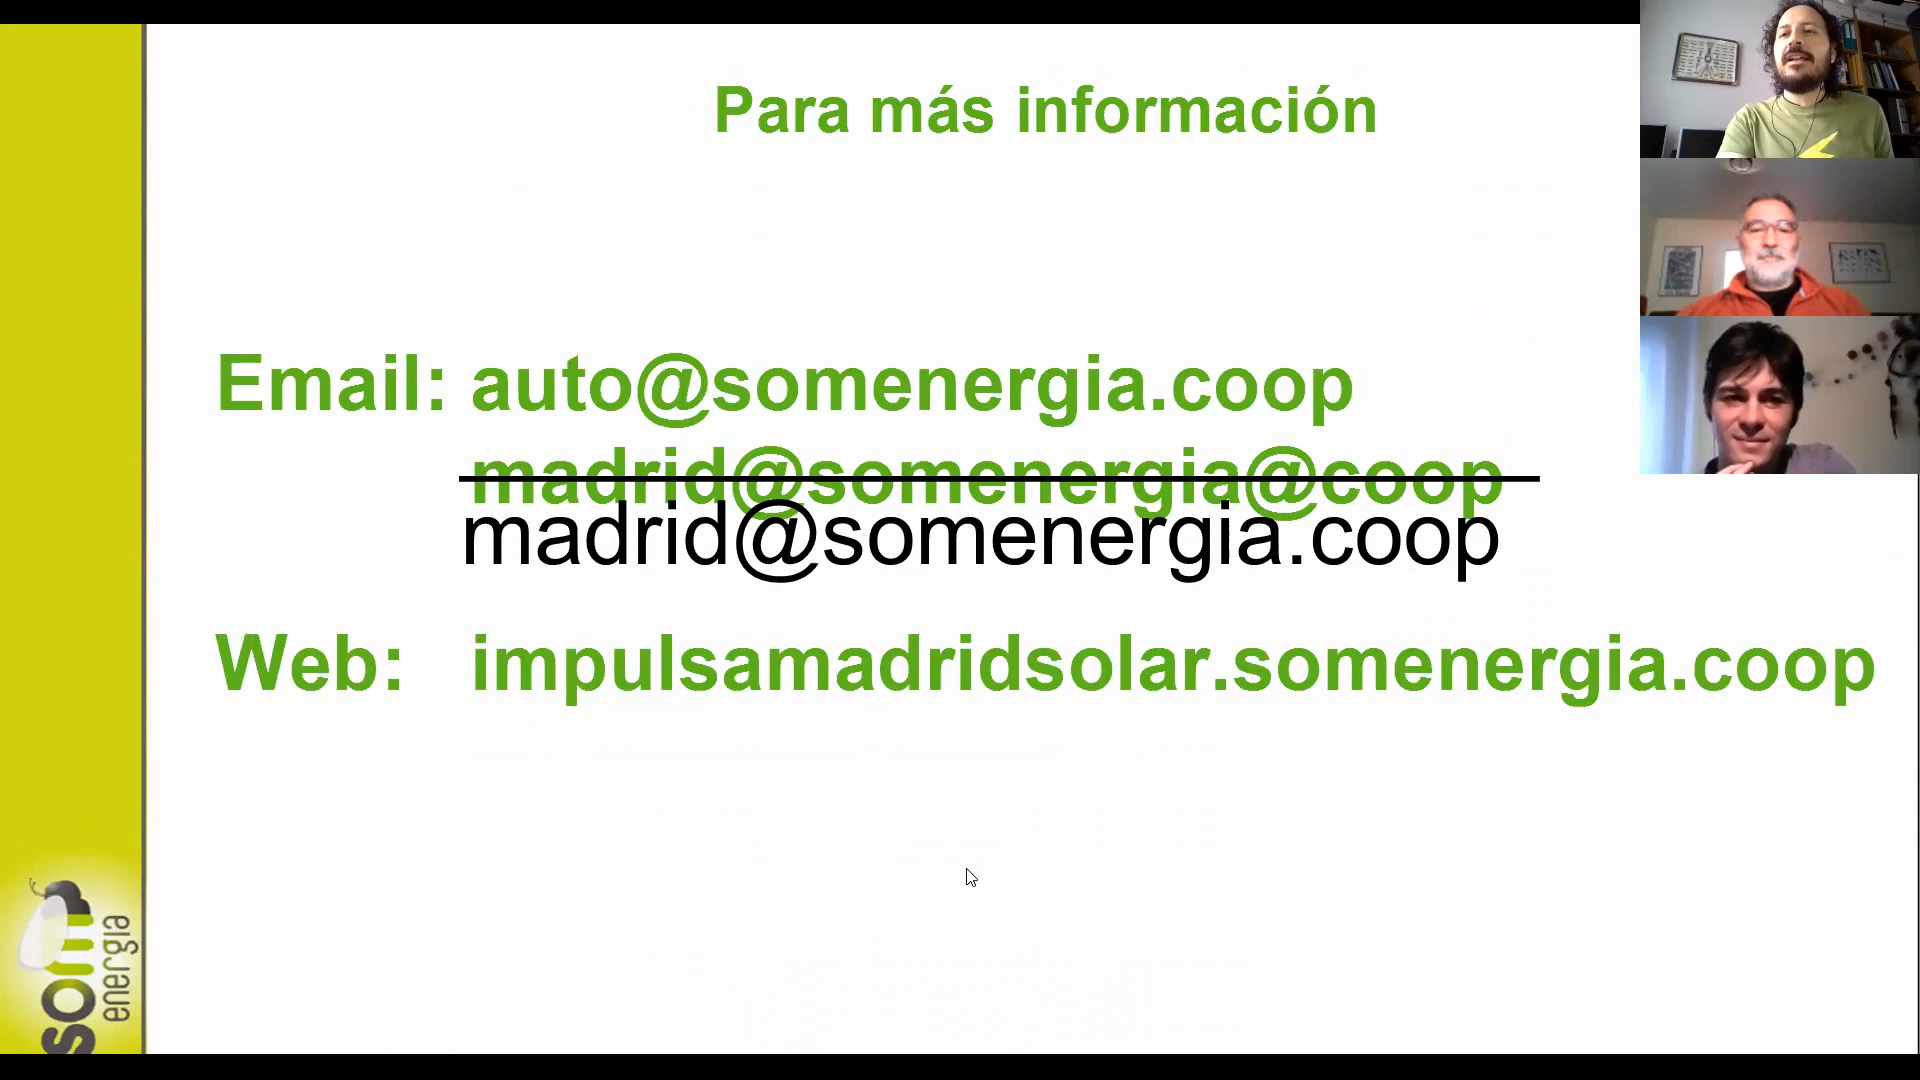 Para más información
Email: auto@somenergia.coop
madrid@somenergia@coop
madrid@somenergia.coop
Web: impulsamadridsolar.somenergia.coop
som
energia